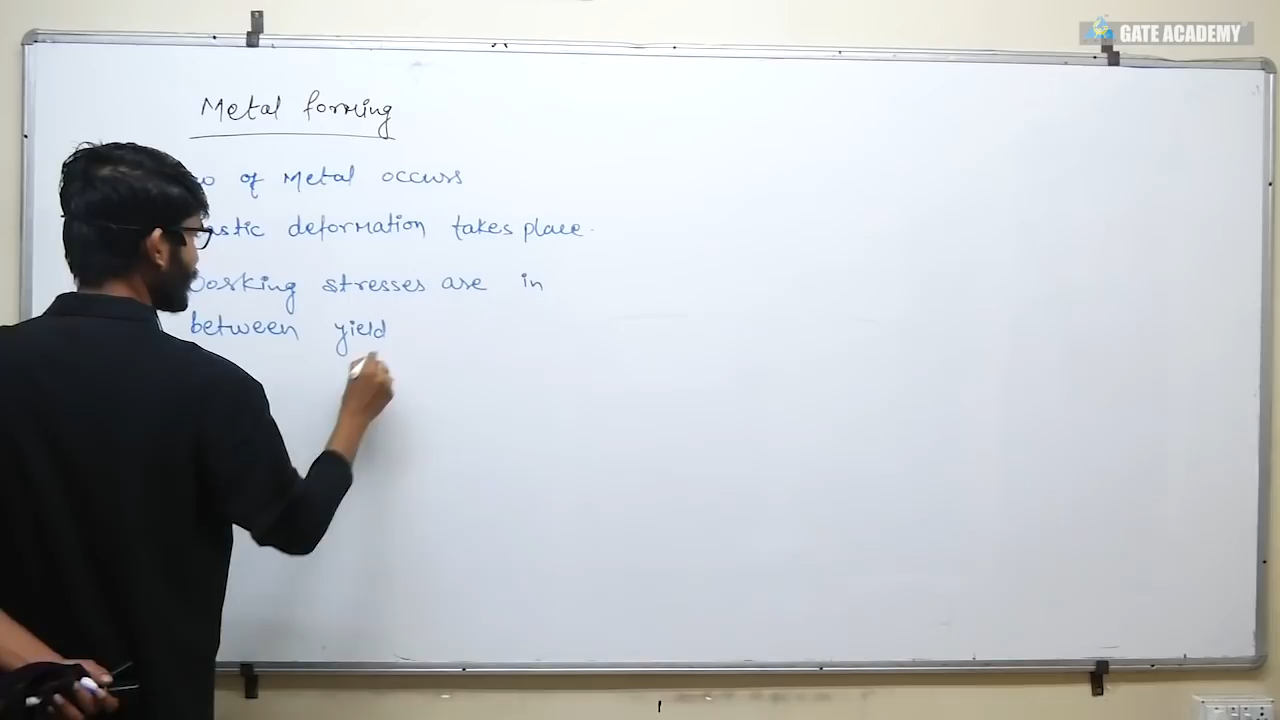 GATE ACADEMY
Metal forming
of Metal occurs
deformation takes place.
stresses are in
between yield